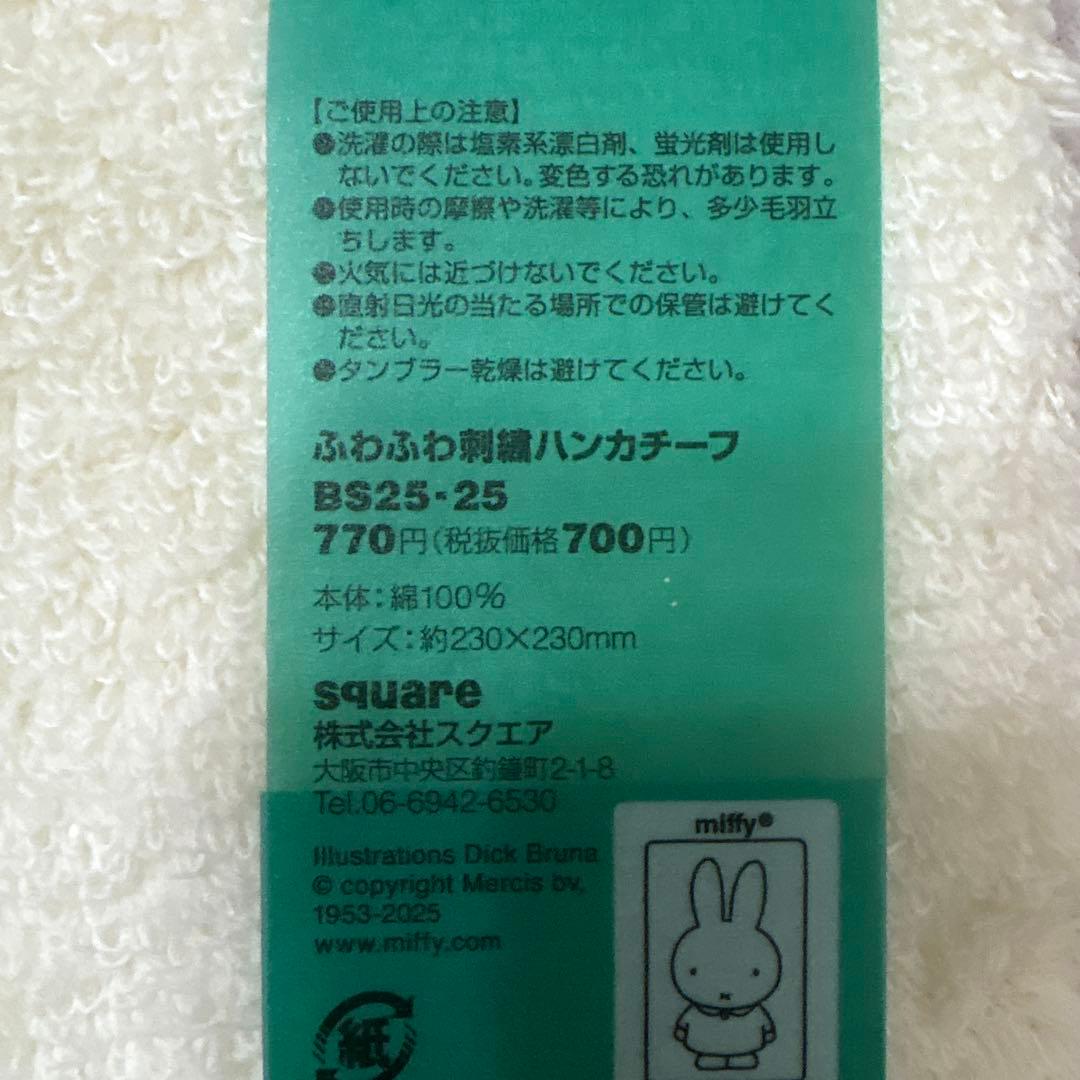 【ご使用上の注意】
●洗濯の際は塩素系漂白剤、蛍光剤は使用し
ないでください。変色する恐れがあります。
●使用時の摩擦や洗濯等により、多少毛羽立
ちします。
●火気には近づけないでください。
●直射日光の当たる場所での保管は避けてく
ださい。
●タンブラー乾燥は避けてください。
ふわふわ刺繍ハンカチーフ
BS25・25
770円(税抜価格700円)
本体：綿100%
サイズ：約230×230mm
square
株式会社スクエア
大阪市中央区釣鐘町2-1-8
Tel.06-6942-6530
Illustrations Dick Bruna
© copyright Mercis bv,
1953-2025
www.miffy.com
miffy®
紙